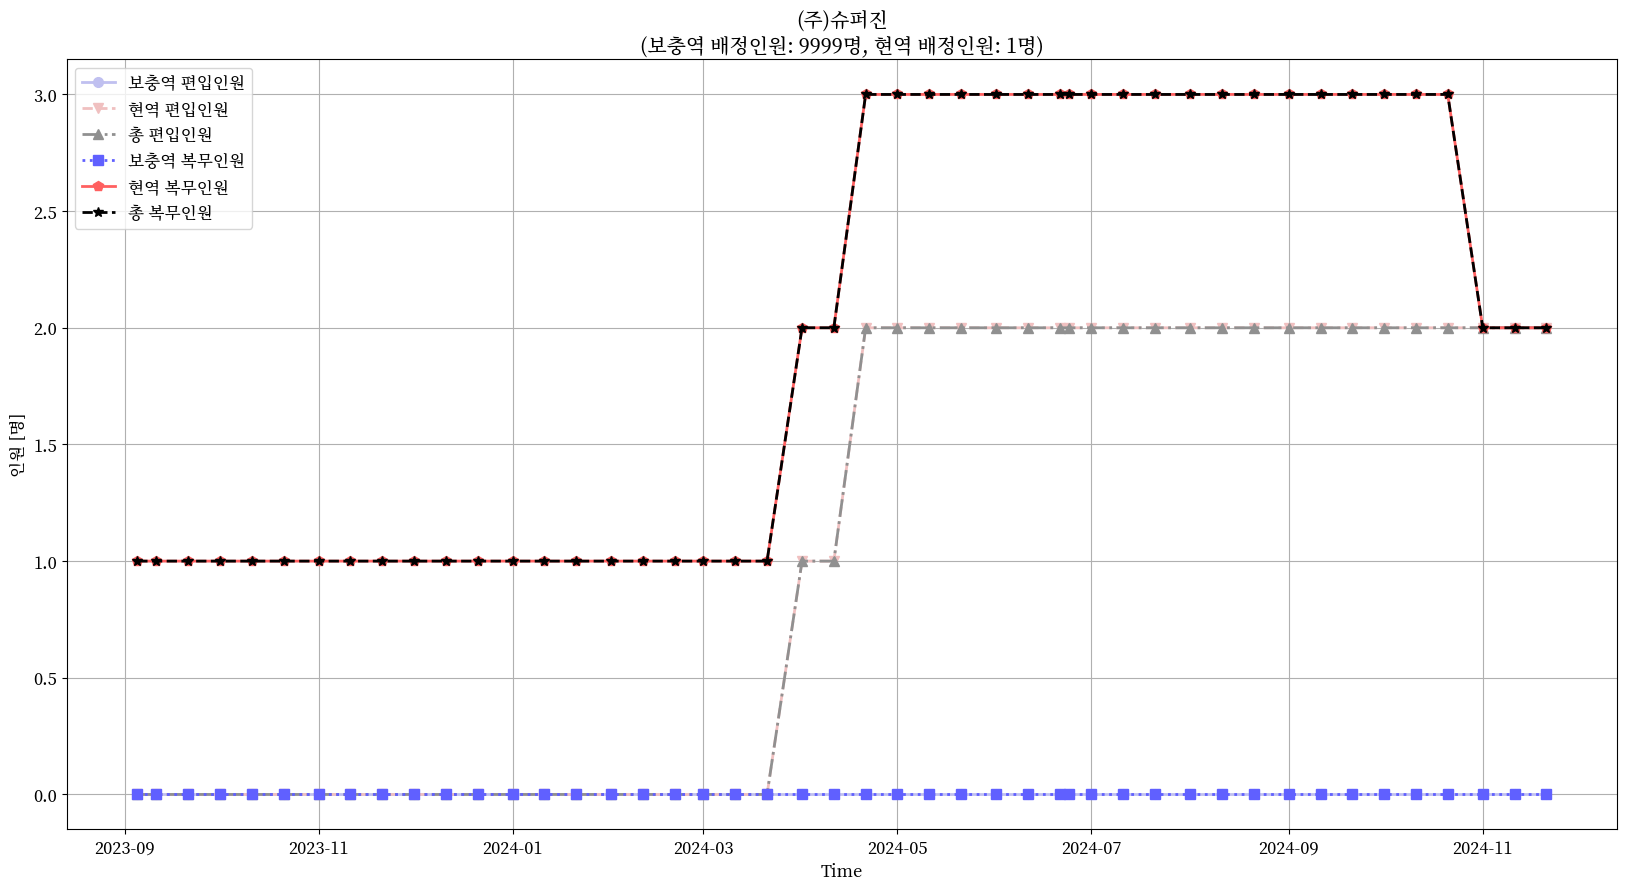 (주)슈퍼진
(보충역 배정인원: 9999명, 현역 배정인원: 1명)
보충역 편입인원
현역 편입인원
총 편입인원
보충역 복무인원
현역 복무인원
총 복무인원
3.0
2.5
2.0
1.5
1.0
0.5
0.0
인원 [명]
2023-09 2023-11 2024-01 2024-03 2024-05 2024-07 2024-09 2024-11
Time